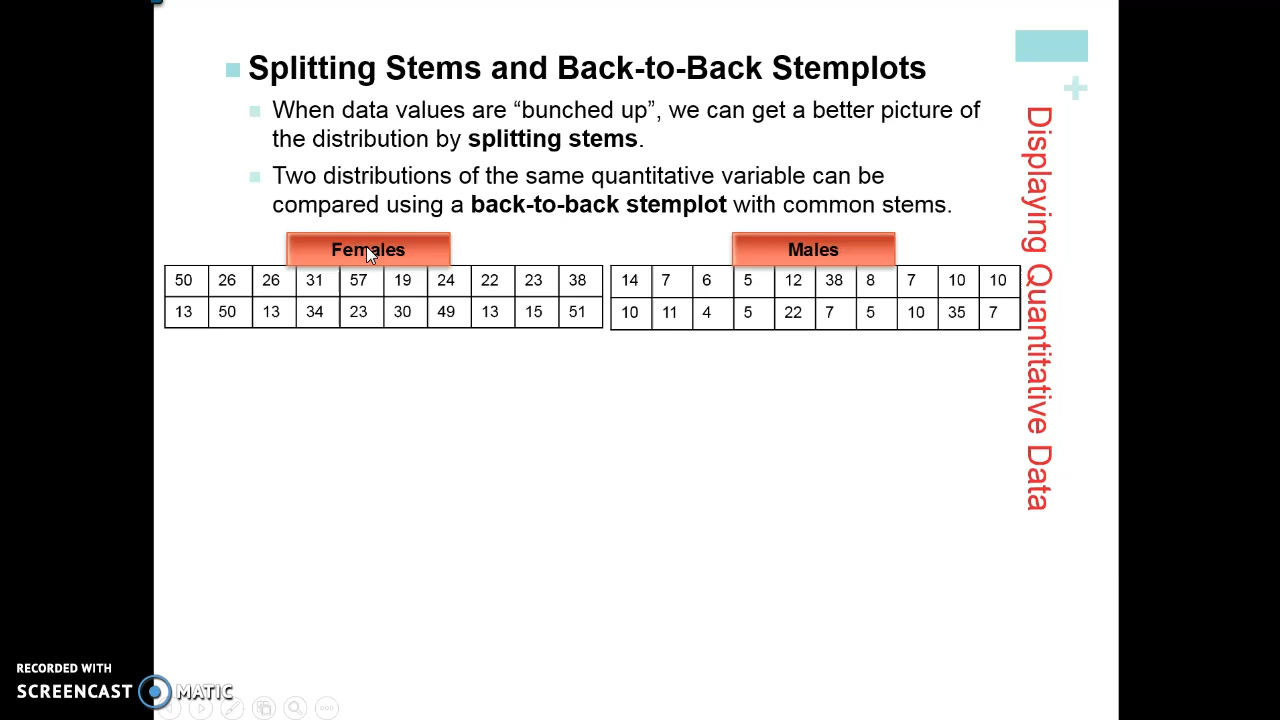 Splitting Stems and Back-to-Back Stemplots
When data values are “bunched up”, we can get a better picture of
the distribution by splitting stems.
Two distributions of the same quantitative variable can be
compared using a back-to-back stemplot with common stems.
Females
50 26 26 31 57 19 24 22 23 38
13 50 13 34 23 30 49 13 15 51
Males
14 7 6 5 12 38 8 7 10 10
10 11 4 5 22 7 5 10 35 7
Displaying Quantitative Data
RECORDED WITH
SCREENCAST MATIC